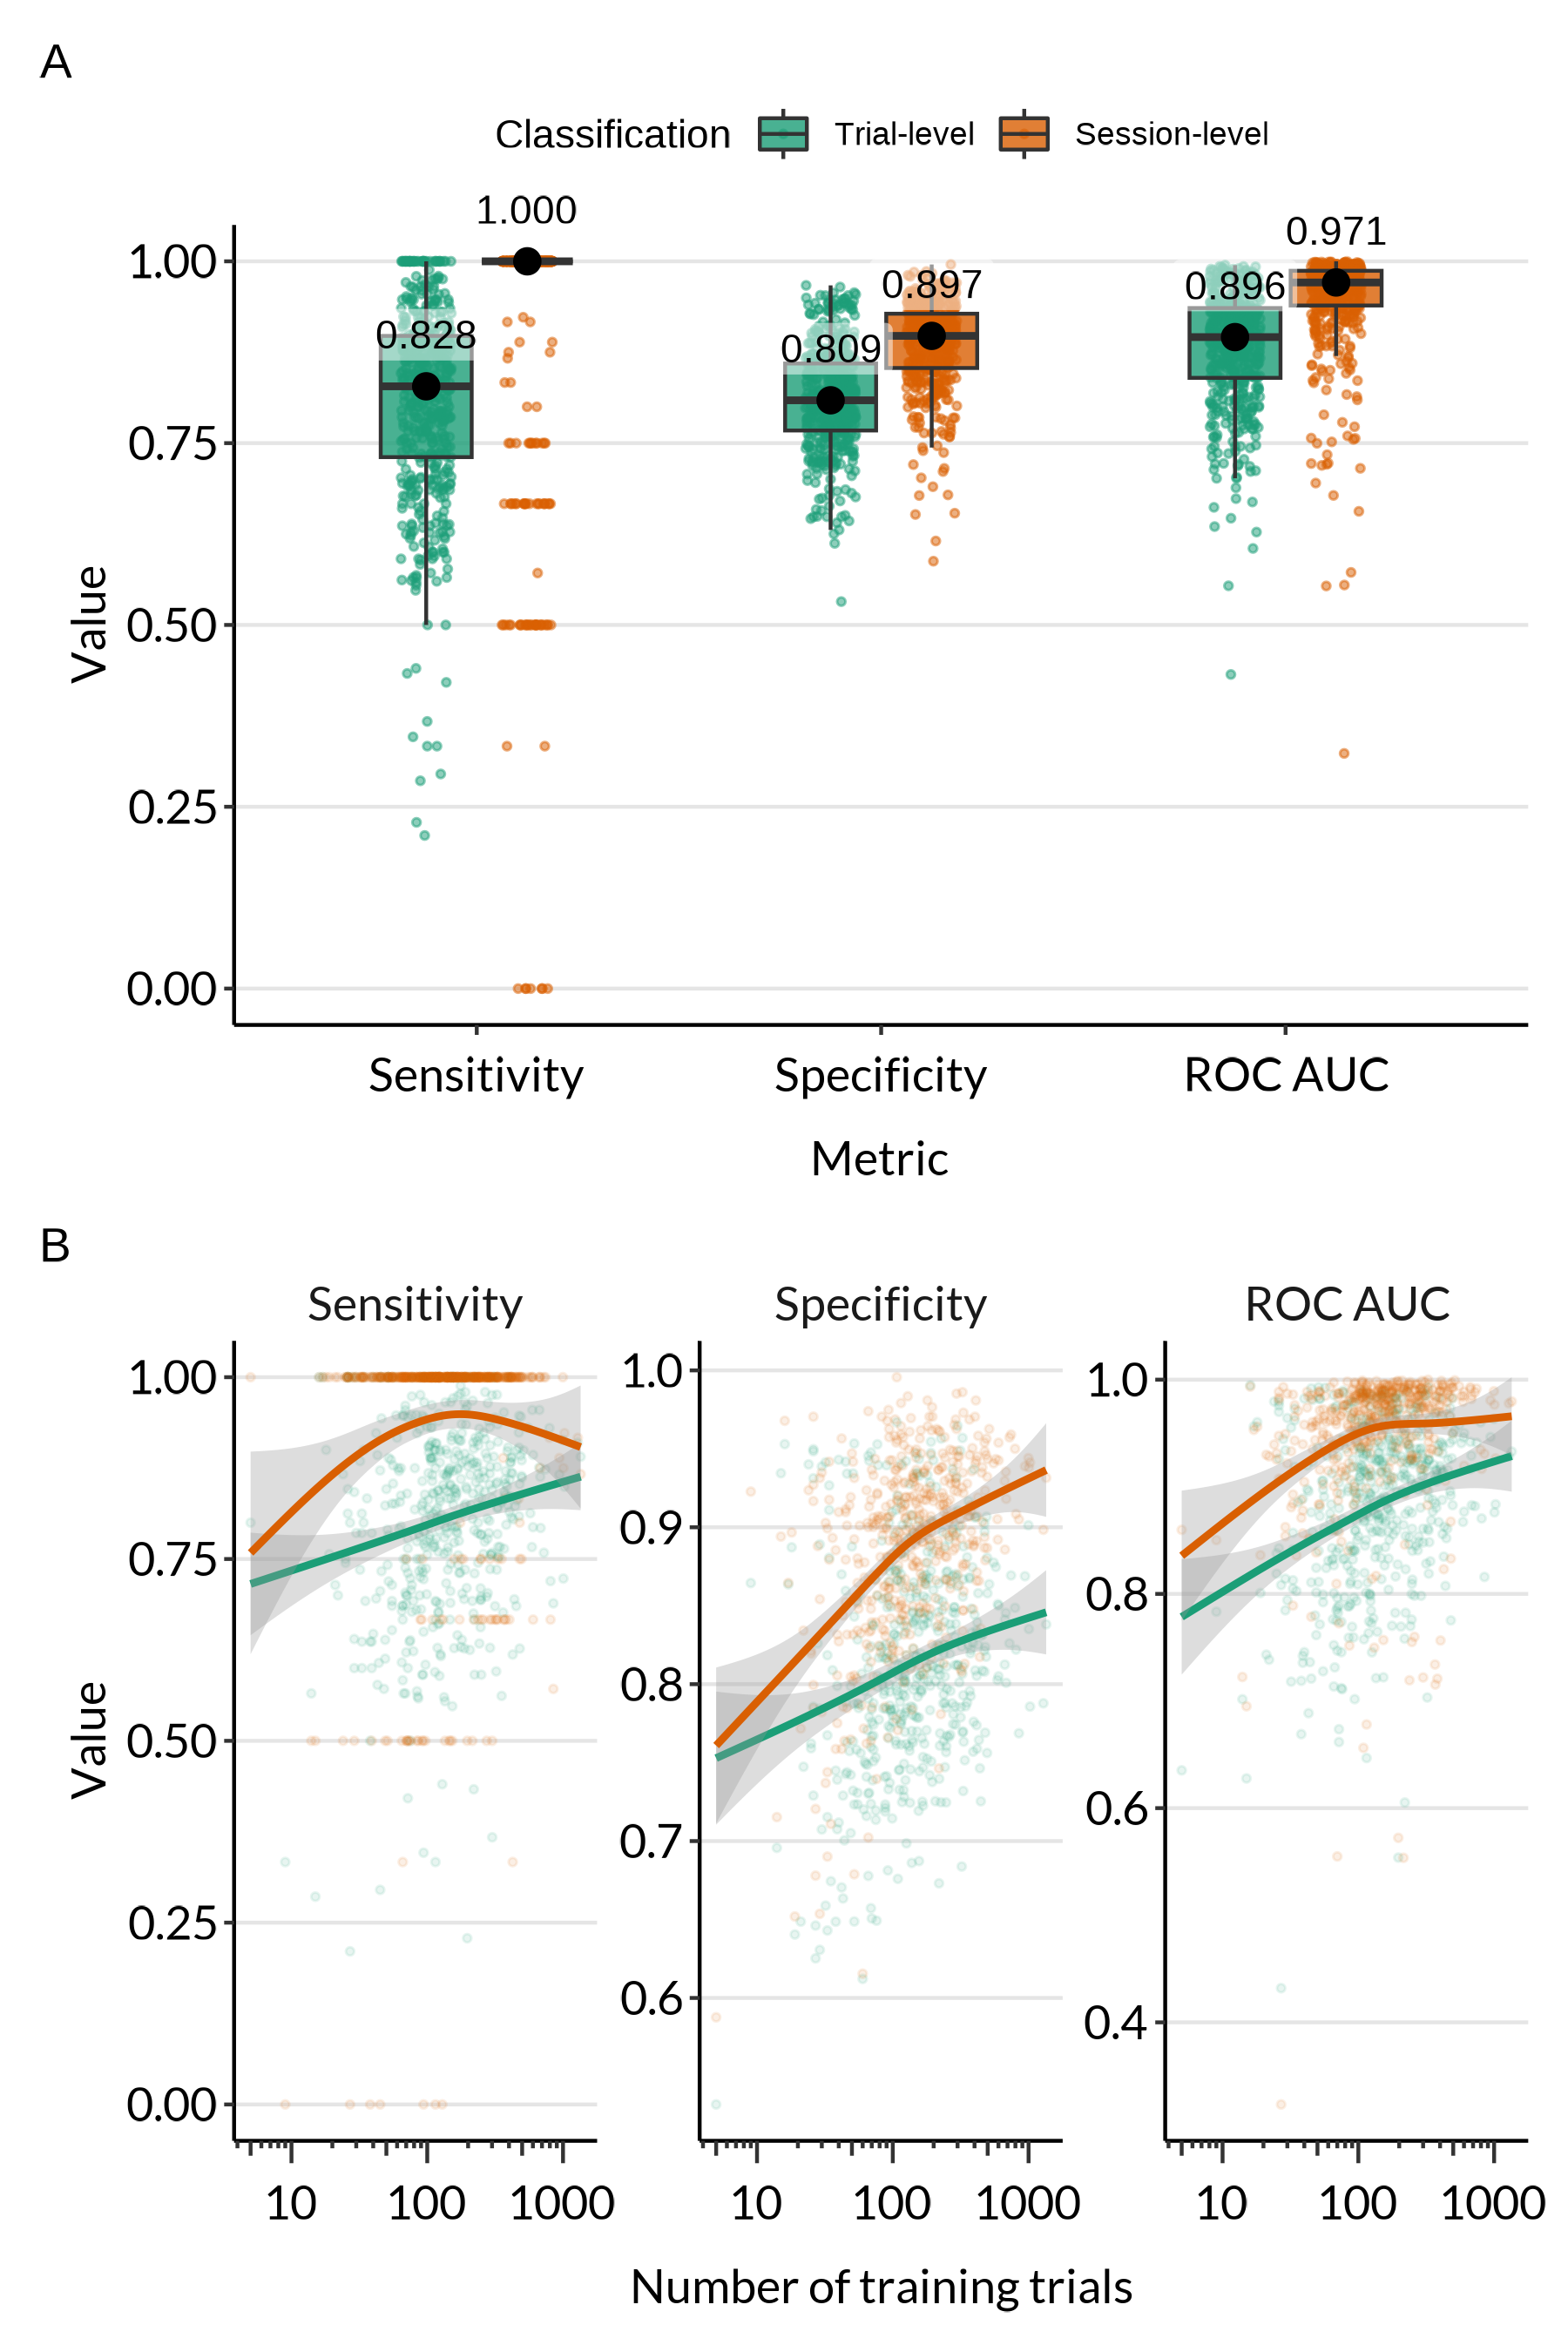 A
Classification Trial-level Session-level
1.000
0.971
0.897
0.896
0.828
0.809
1.00
0.75
0.50
0.25
0.00
Value
Sensitivity Specificity ROC AUC
Metric
B
Sensitivity Specificity ROC AUC
1.00
0.75
0.50
0.25
0.00
Value
1.0
0.9
0.8
0.7
0.6
1.0
0.8
0.6
0.4
10 100 1000 10 100 1000 10 100 1000
Number of training trials